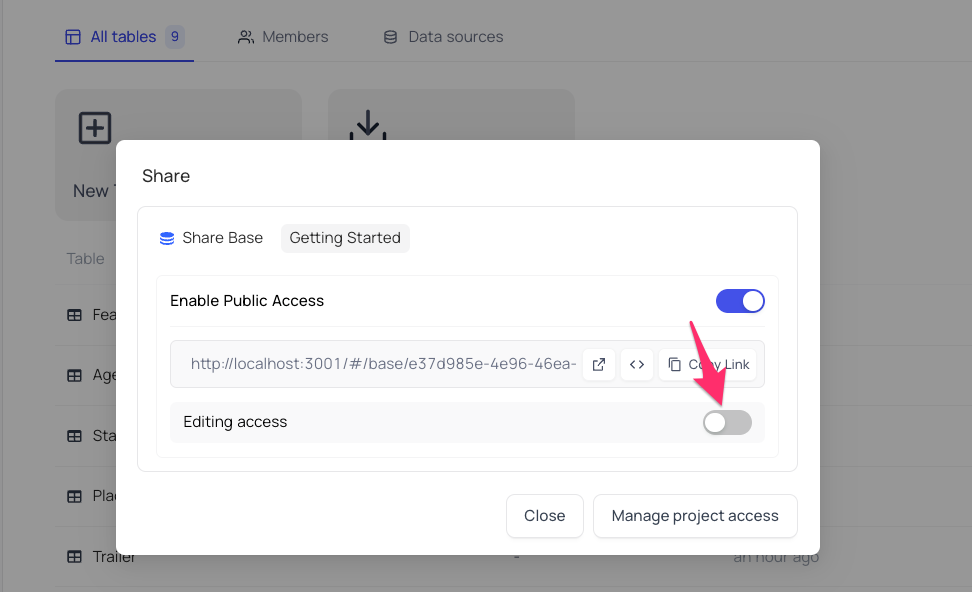 All tables 9 Members Data sources
New
Share
Share Base Getting Started
Table
Enable Public Access
Fea
http://localhost:3001/#/base/e37d985e-4e96-46ea- Copy Link
Age
Editing access
Sta
Pla
Close Manage project access
Trailer - an hour ago